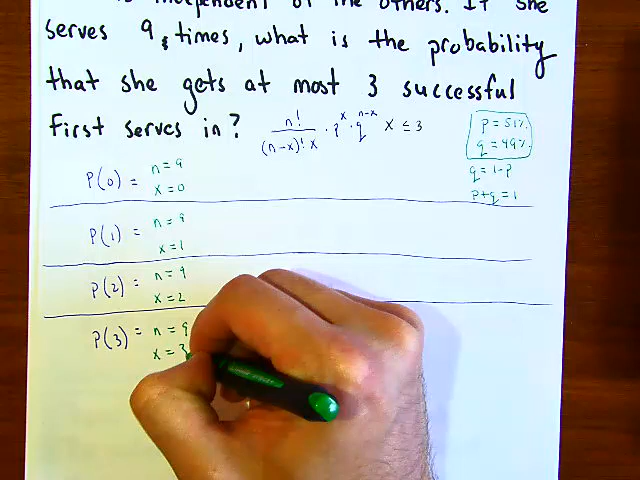 is independent of the others. If she
serves 9 times, what is the probability
that she gets at most 3 successful
first serves in? n!/(n-x)! x · p^x · q^n-x x ≤ 3
p = 51%
q = 49%
q = 1-p
p+q = 1
P(0) = n = 9
x = 0
P(1) = n = 9
x = 1
P(2) = n = 9
x = 2
P(3) = n = 9
x = 3